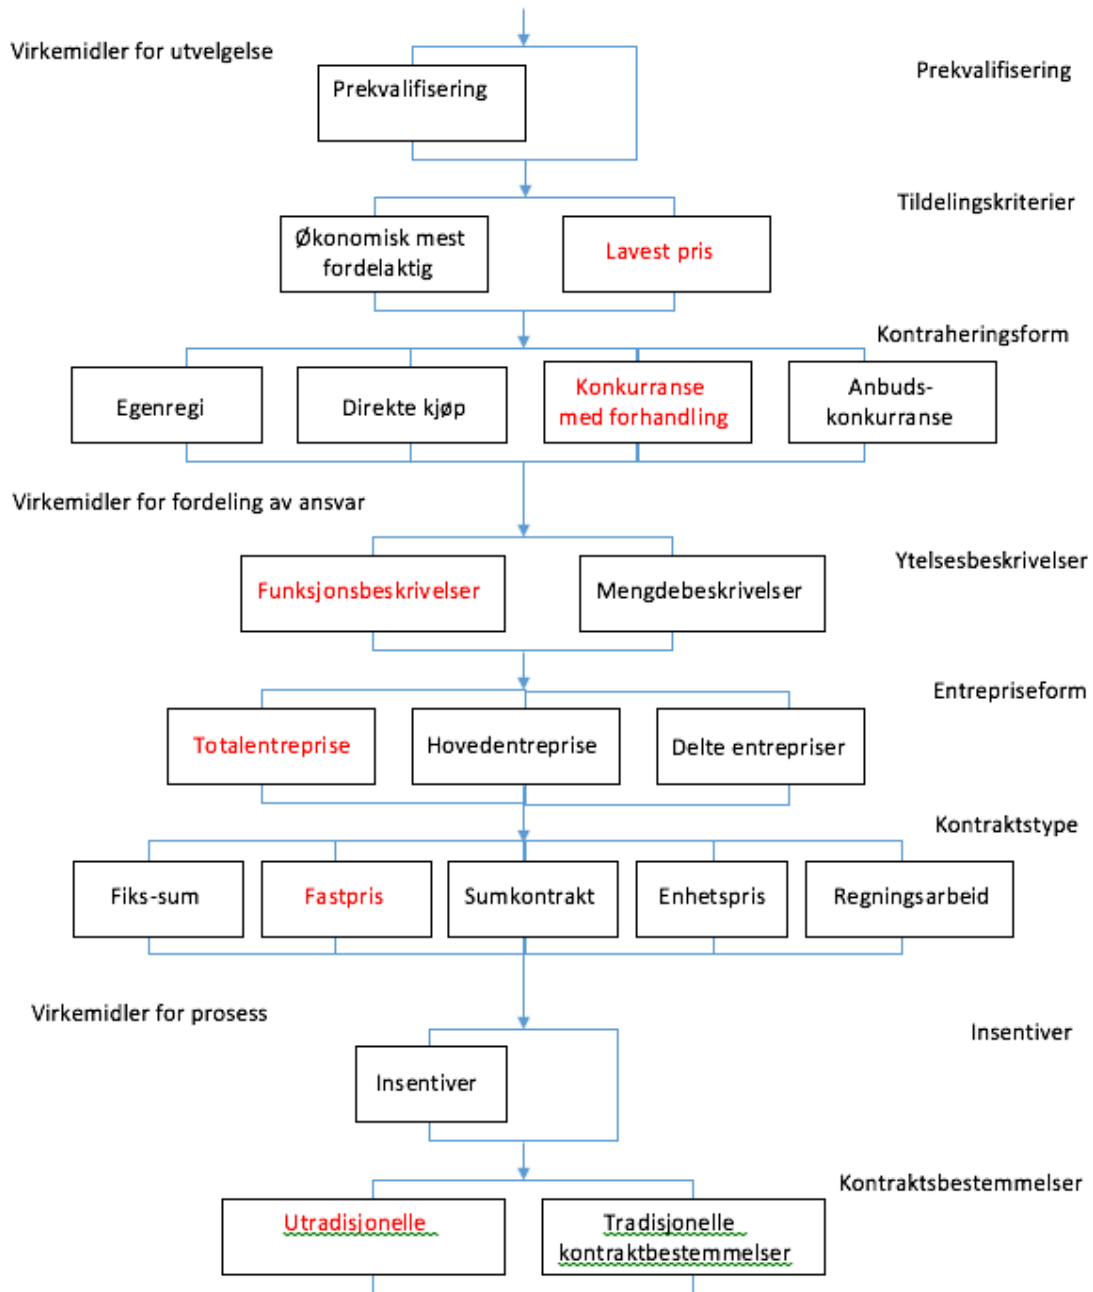 Virkemidler for utvelgelse
Prekvalifisering
Prekvalifisering
Tildelingskriterier
Økonomisk mest
fordelaktig
Lavest pris
Kontraheringsform
Egenregi
Direkte kjøp
Konkurranse
med forhandling
Anbuds-
konkurranse
Virkemidler for fordeling av ansvar
Ytelsesbeskrivelser
Funksjonsbeskrivelser
Mengdebeskrivelser
Entrepriseform
Totalentreprise
Hovedentreprise
Delte entrepriser
Kontraktstype
Fiks-sum
Fastpris
Sumkontrakt
Enhetspris
Regningsarbeid
Virkemidler for prosess
Insentiver
Insentiver
Kontraktsbestemmelser
Utradisjonelle
Tradisjonelle
kontraktbestemmelser